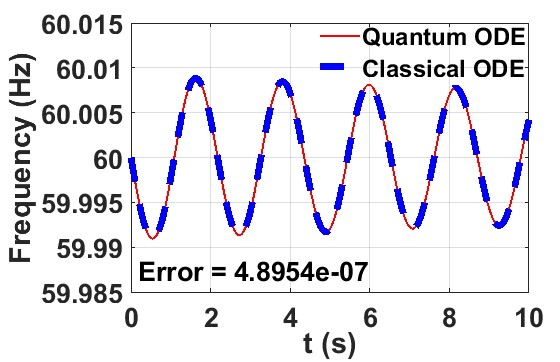 60.015
60.01
60.005
60
59.995
59.99
59.985
Frequency (Hz)
Quantum ODE
Classical ODE
Error = 4.8954e-07
0 2 4 6 8 10
t (s)